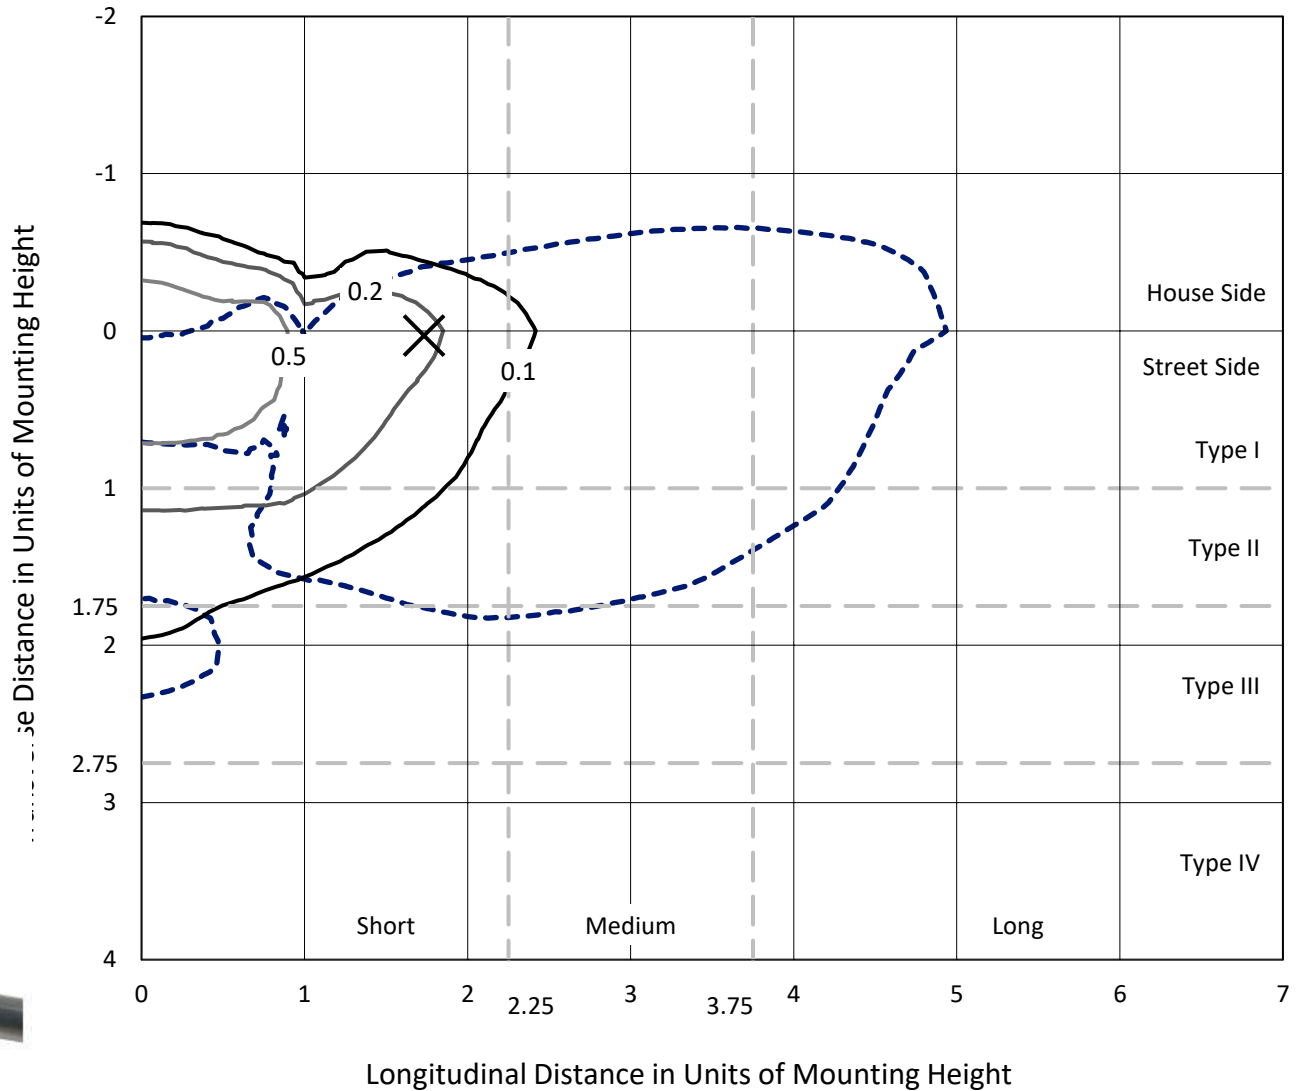 -2
-1
House Side
0.2
0
0.5
Street Side
0.1
Type I
1
Type II
1.75
2
Type III
2.75
3
Type IV
Short Medium Long
4
0 1 2 2.25 3 3.75 4 5 6 7
Distance in Units of Mounting Height
Longitudinal Distance in Units of Mounting Height